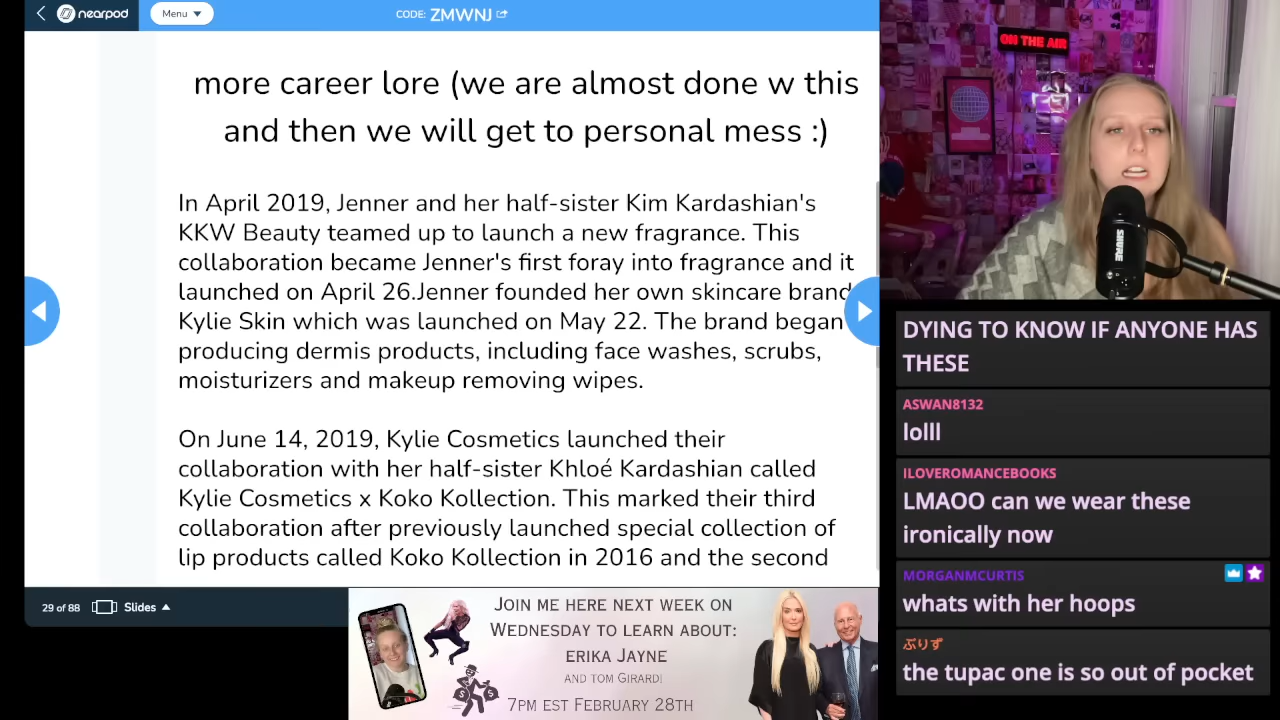 nearpod
Menu
CODE: ZMWNJ
more career lore (we are almost done w this
and then we will get to personal mess :)
In April 2019, Jenner and her half-sister Kim Kardashian's
KKW Beauty teamed up to launch a new fragrance. This
collaboration became Jenner's first foray into fragrance and it
launched on April 26.Jenner founded her own skincare brand
Kylie Skin which was launched on May 22. The brand began
producing dermis products, including face washes, scrubs,
moisturizers and makeup removing wipes.
On June 14, 2019, Kylie Cosmetics launched their
collaboration with her half-sister Khloé Kardashian called
Kylie Cosmetics x Koko Kollection. This marked their third
collaboration after previously launched special collection of
lip products called Koko Kollection in 2016 and the second
29 of 88
Slides
JOIN ME HERE NEXT WEEK ON
WEDNESDAY TO LEARN ABOUT:
ERIKA JAYNE
AND TOM GIRARDI
7PM EST FEBRUARY 28TH
ON THE AIR
SHURE
DYING TO KNOW IF ANYONE HAS
THESE
ASWAN8132
lolll
ILOVEROMANCEBOOKS
LMAOO can we wear these
ironically now
MORGANMCURTIS
whats with her hoops
ぶりず
the tupac one is so out of pocket